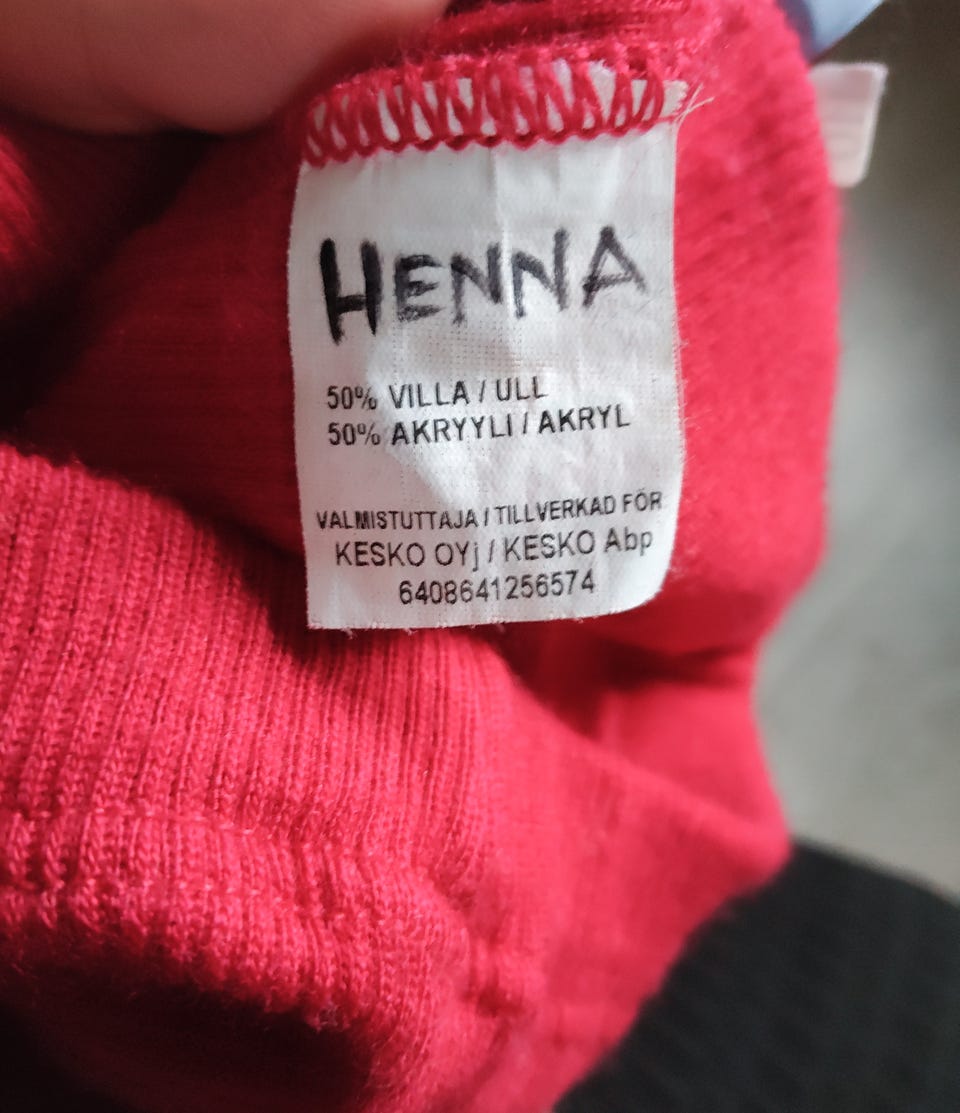 HENNA
50% VILLA / ULL
50% AKRYYLI / AKRYL
VALMISTUTTAJA / TILLVERKAD FÖR
KESKO OYj / KESKO Abp
6408641256574